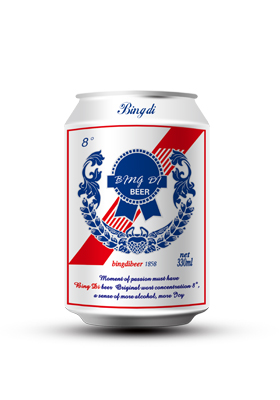 Bingdi
8°
BING DI
BEER
bingdibeer 1958
net
330ml
Moment of passion must have
Bing Di beer Original wort concentration 8°,
a sense of more alcohol, more Joy